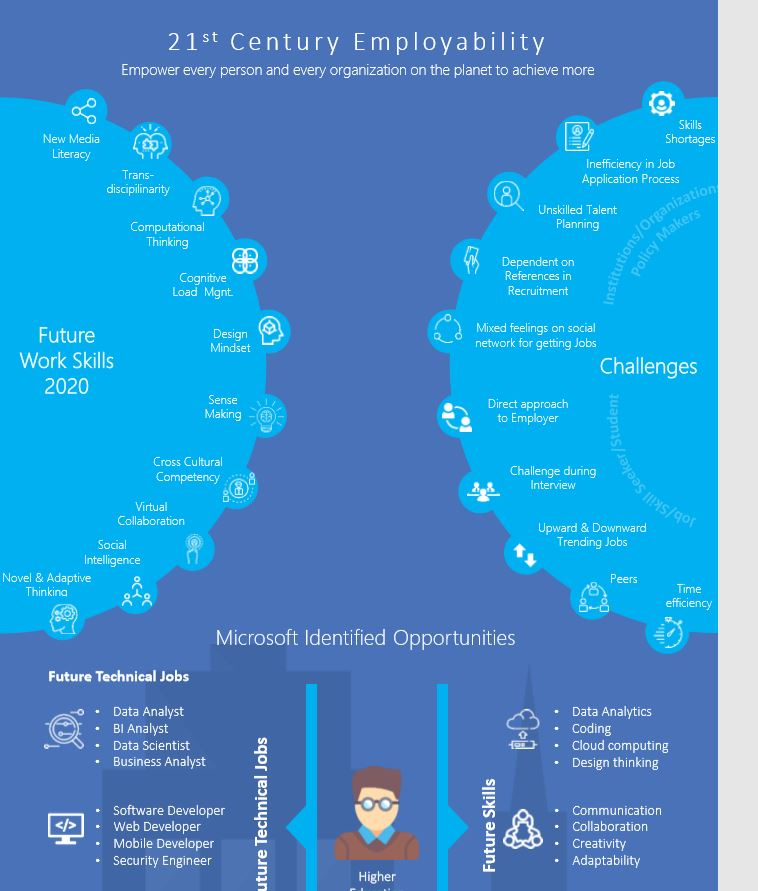 21st Century Employability
Empower every person and every organization on the planet to achieve more
New Media
Literacy
Trans-
discipilinarity
Computational
Thinking
Cognitive
Load Mgnt.
Design
Mindset
Future
Work Skills
2020
Sense
Making
Cross Cultural
Competency
Virtual
Collaboration
Social
Intelligence
Novel & Adaptive
Thinking
Skills
Shortages
Inefficiency in Job
Application Process
Unskilled Talent
Planning
Institutions/Organization
Policy Makers
Dependent on
References in
Recruitment
Mixed feelings on social
network for getting Jobs
Challenges
Direct approach
to Employer
Job/Skill Seeker/Student
Challenge during
Interview
Upward & Downward
Trending Jobs
Peers
Time
efficiency
Microsoft Identified Opportunities
Future Technical Jobs
• Data Analyst
• BI Analyst
• Data Scientist
• Business Analyst
• Software Developer
• Web Developer
• Mobile Developer
• Security Engineer
uture Technical Jobs
Higher
Future Skills
• Data Analytics
• Coding
• Cloud computing
• Design thinking
• Communication
• Collaboration
• Creativity
• Adaptability